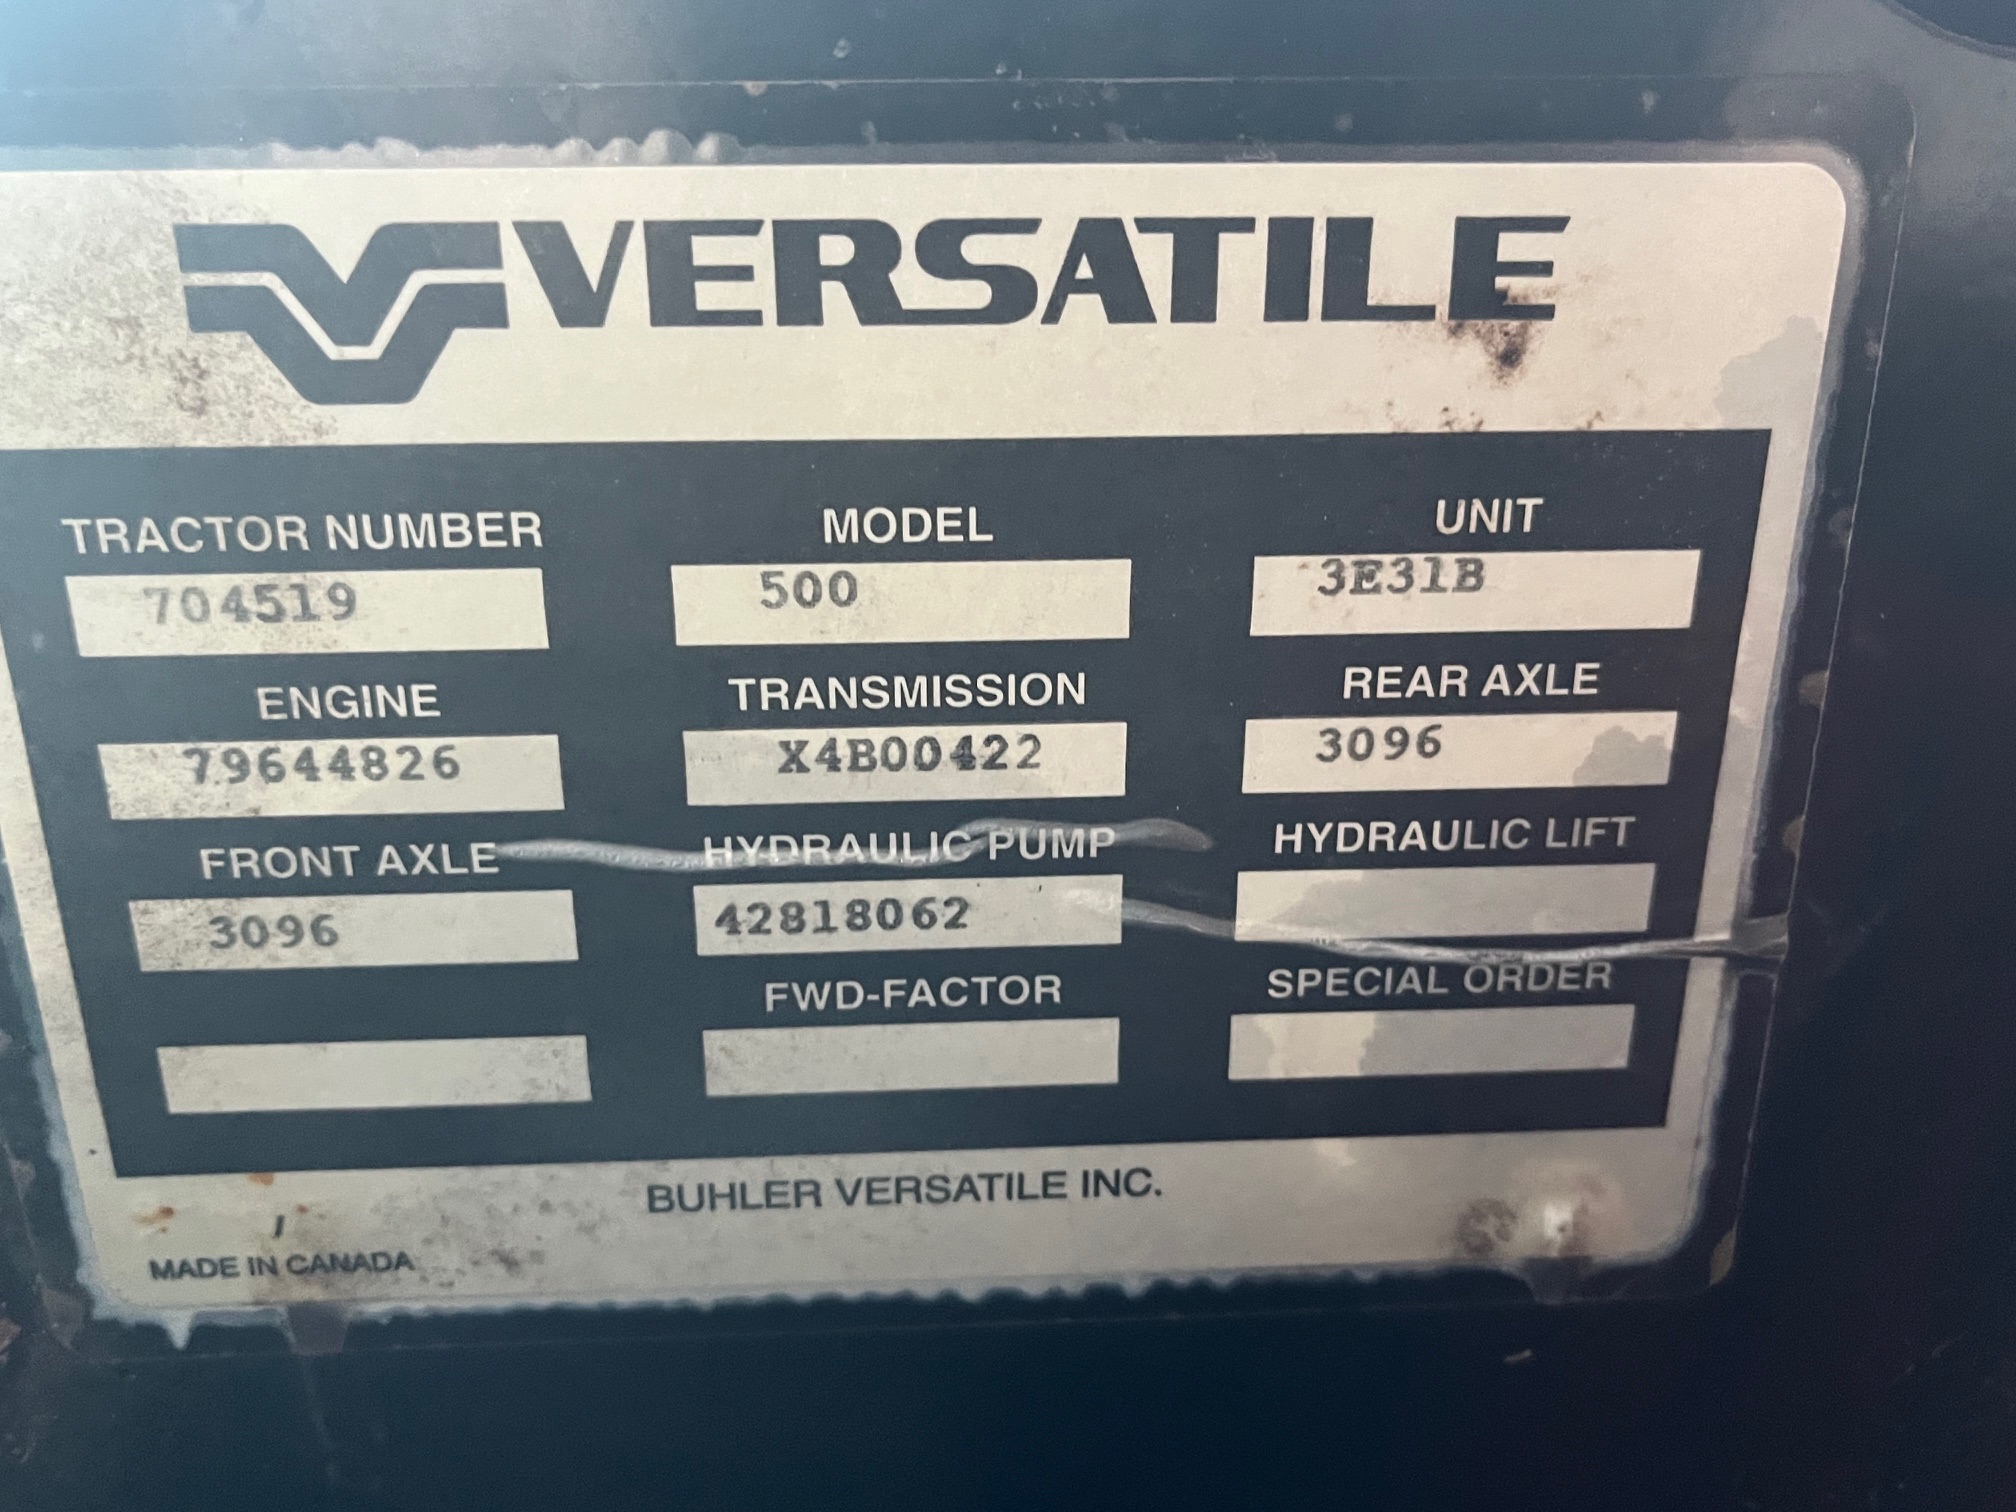 VERSATILE
TRACTOR NUMBER MODEL UNIT
704519 500 3E31B
ENGINE TRANSMISSION REAR AXLE
79644826 X4B00422 3096
FRONT AXLE HYDRAULIC PUMP HYDRAULIC LIFT
3096 42818062
FWD-FACTOR SPECIAL ORDER
BUHLER VERSATILE INC.
MADE IN CANADA